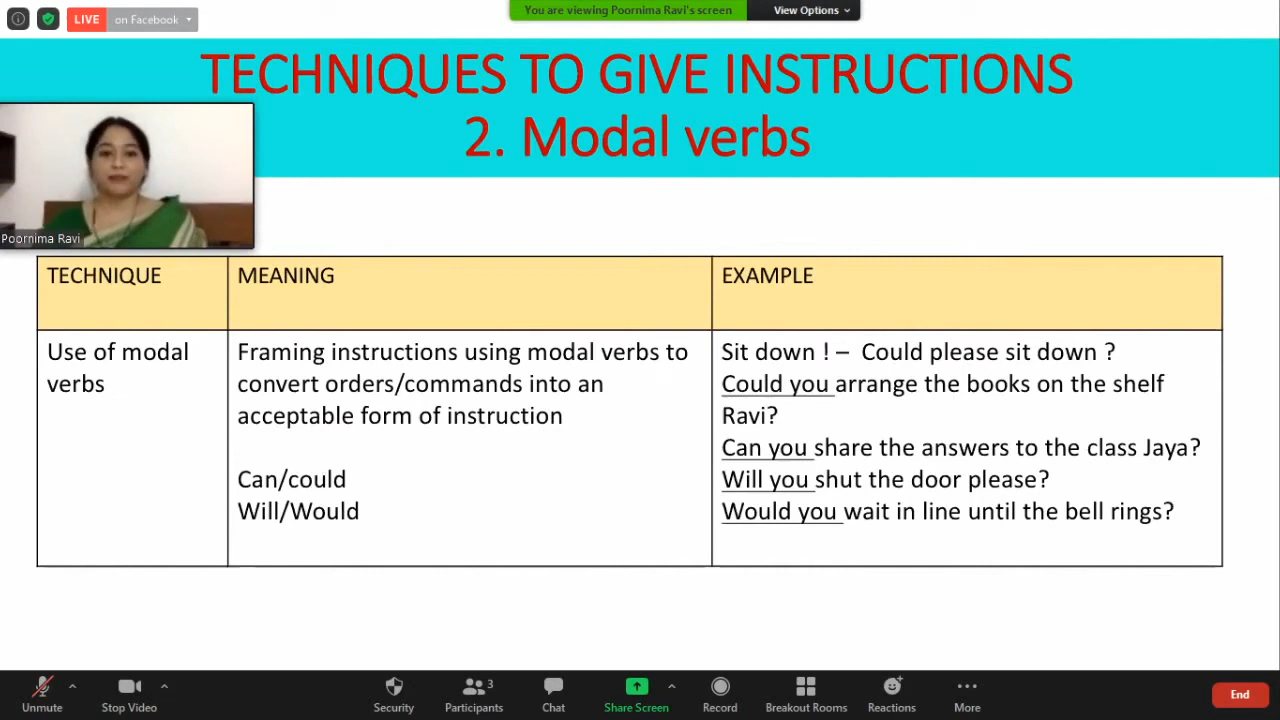 LIVE on Facebook
You are viewing Poornima Ravi's screen
View Options
TECHNIQUES TO GIVE INSTRUCTIONS
2. Modal verbs
Poornima Ravi
TECHNIQUE
MEANING
EXAMPLE
Use of modal
verbs
Framing instructions using modal verbs to
convert orders/commands into an
acceptable form of instruction
Can/could
Will/Would
Sit down ! – Could please sit down ?
Could you arrange the books on the shelf
Ravi?
Can you share the answers to the class Jaya?
Will you shut the door please?
Would you wait in line until the bell rings?
Unmute
Stop Video
Security
Participants
3
Chat
Share Screen
Record
Breakout Rooms
Reactions
More
End